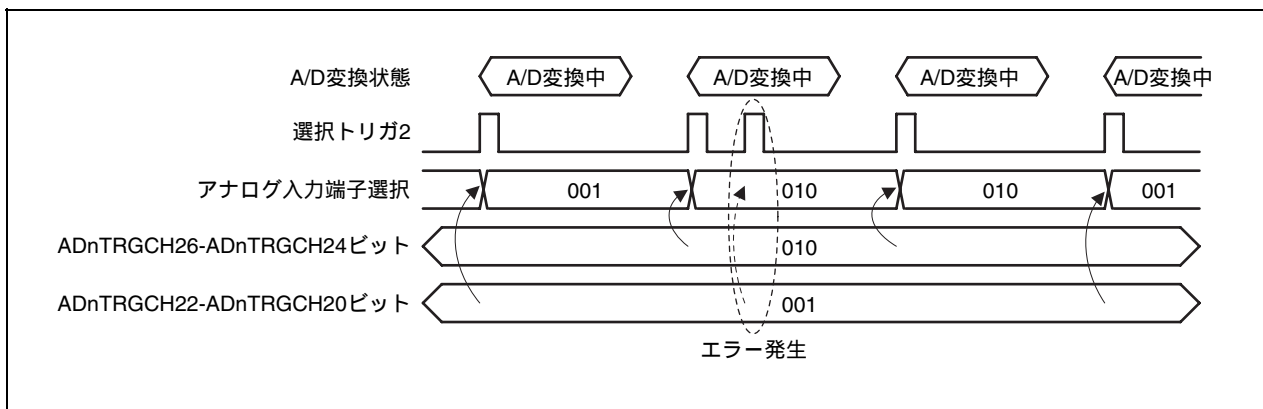 A/D変換状態 A/D変換中 A/D変換中 A/D変換中 A/D変換中
選択トリガ2
アナログ入力端子選択 001 010 010 001
ADnTRGCH26-ADnTRGCH24ビット 010
ADnTRGCH22-ADnTRGCH20ビット 001
エラー発生